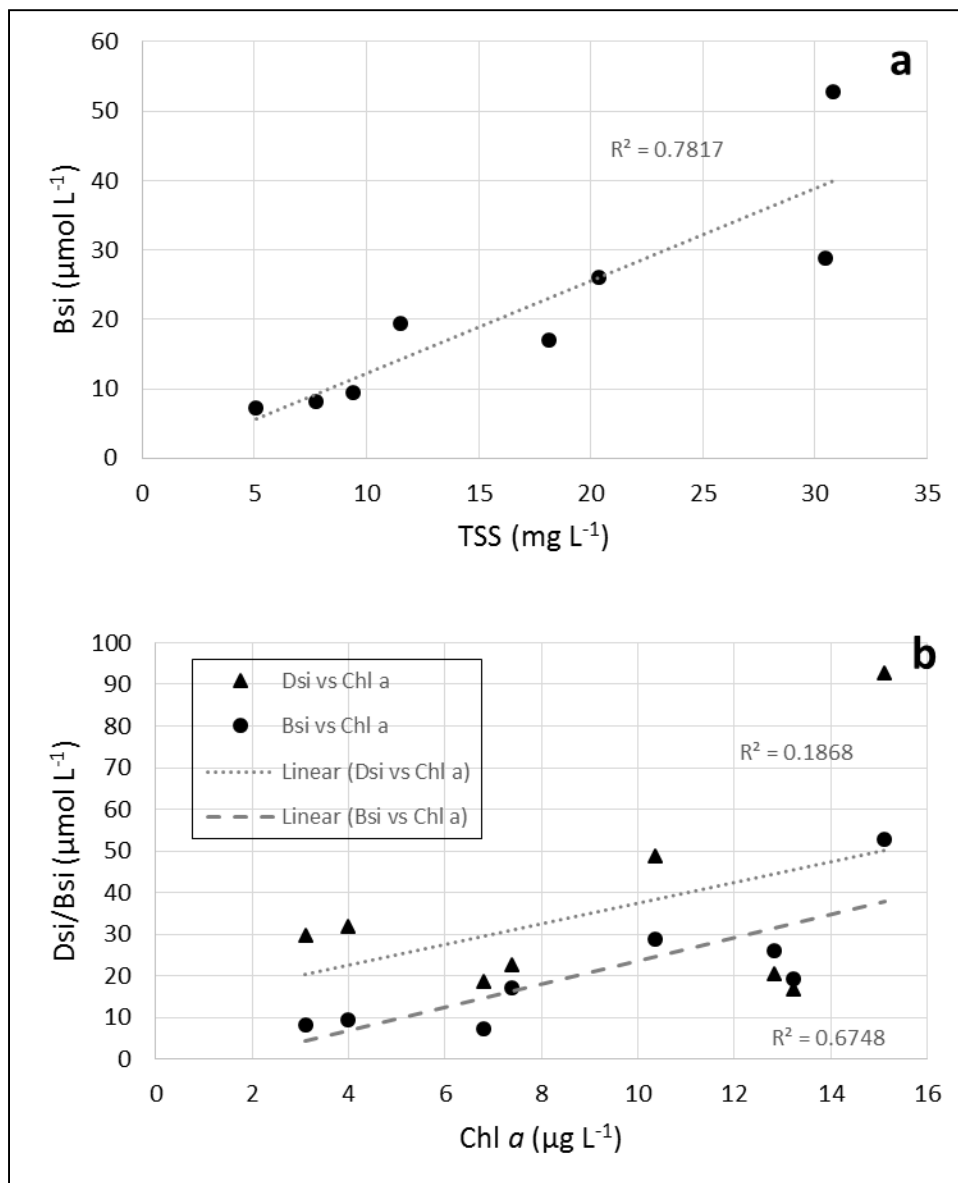 a
60
50
40
30
20
10
0
R² = 0.7817
Bsi (µmol L⁻¹)
0 5 10 15 20 25 30 35
TSS (mg L⁻¹)
b
100
90
80
70
60
50
40
30
20
10
0
Dsi vs Chl a
Bsi vs Chl a
Linear (Dsi vs Chl a)
Linear (Bsi vs Chl a)
R² = 0.1868
R² = 0.6748
Dsi/Bsi (µmol L⁻¹)
0 2 4 6 8 10 12 14 16
Chl a (µg L⁻¹)